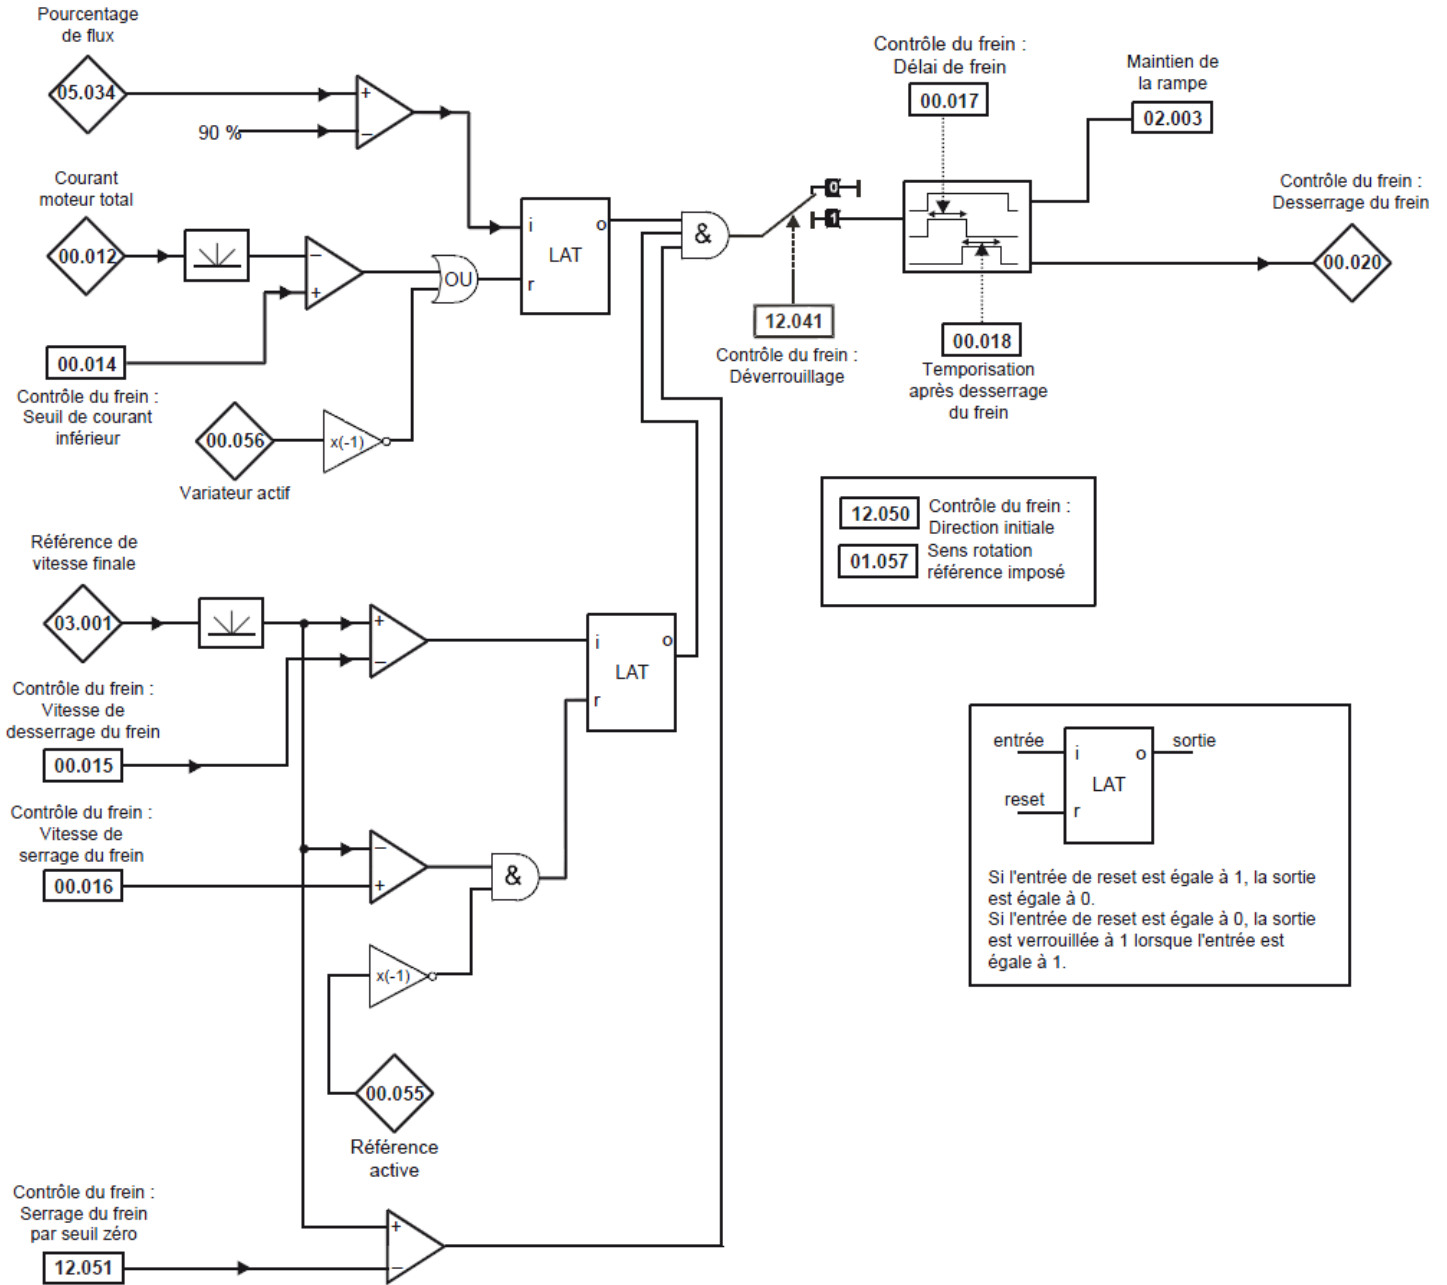 Pourcentage
de flux
05.034
+
−
90 %
Courant
moteur total
00.012
−
+
00.014
Contrôle du frein :
Seuil de courant
inférieur
OU
i
o
LAT
r
00.056
x(-1)
Variateur actif
&
0
1
12.041
Contrôle du frein :
Déverrouillage
Contrôle du frein :
Délai de frein
00.017
00.018
Temporisation
après desserrage
du frein
Maintien de
la rampe
02.003
Contrôle du frein :
Desserrage du frein
00.020
12.050
Contrôle du frein :
Direction initiale
01.057
Sens rotation
référence imposé
Référence de
vitesse finale
03.001
+
−
i
o
LAT
r
Contrôle du frein :
Vitesse de
desserrage du frein
00.015
Contrôle du frein :
Vitesse de
serrage du frein
00.016
−
+
&
x(-1)
00.055
Référence
active
Contrôle du frein :
Serrage du frein
par seuil zéro
12.051
+
−
entrée
i
o
sortie
LAT
reset
r
Si l'entrée de reset est égale à 1, la sortie
est égale à 0.
Si l'entrée de reset est égale à 0, la sortie
est verrouillée à 1 lorsque l'entrée est
égale à 1.